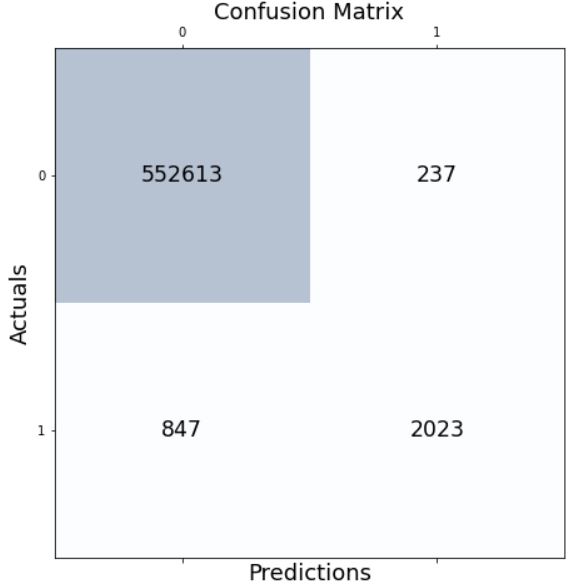 Confusion Matrix
0 1
0 552613 237
Actuals
1 847 2023
Predictions